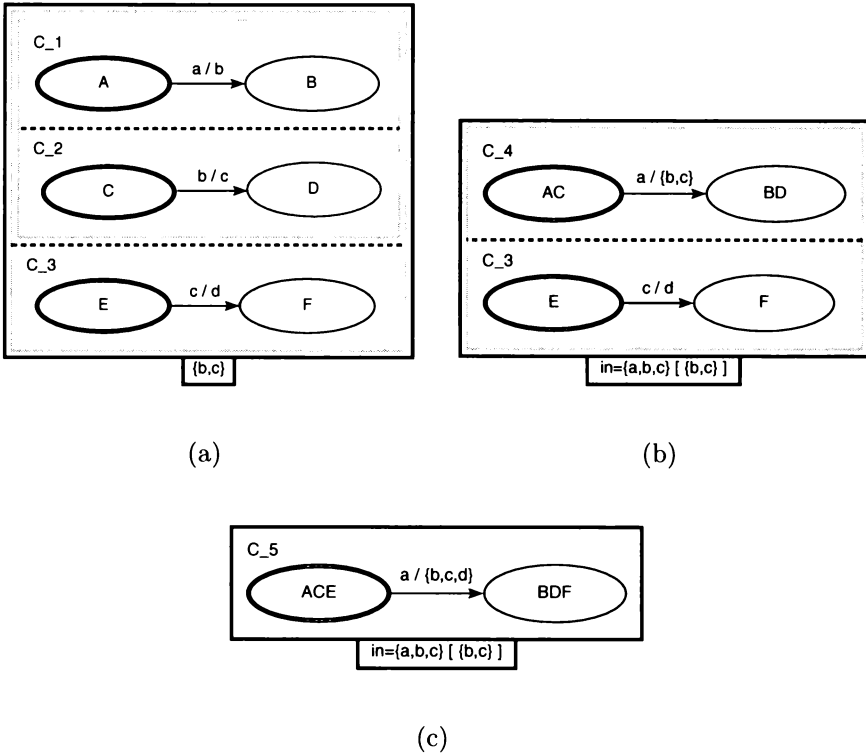 C_1
A
a / b
B
C_2
C
b / c
D
C_3
E
c / d
F
{b,c}
(a)
C_4
AC
a / {b,c}
BD
C_3
E
c / d
F
in={a,b,c} [ {b,c} ]
(b)
C_5
ACE
a / {b,c,d}
BDF
in={a,b,c} [ {b,c} ]
(c)